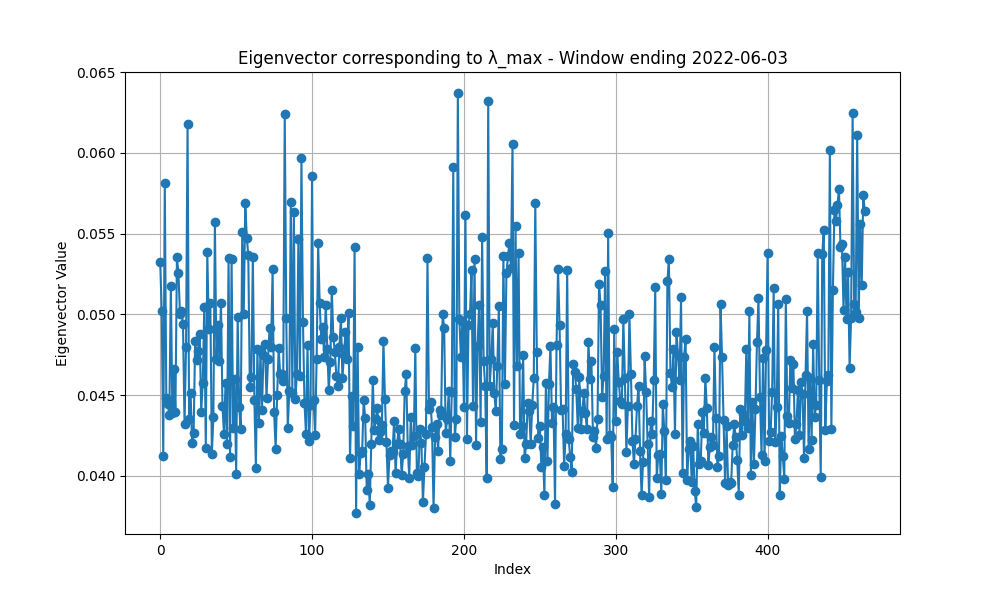 Eigenvector corresponding to λ_max - Window ending 2022-06-03
0.065
0.060
0.055
0.050
0.045
0.040
Eigenvector Value
0 100 200 300 400
Index